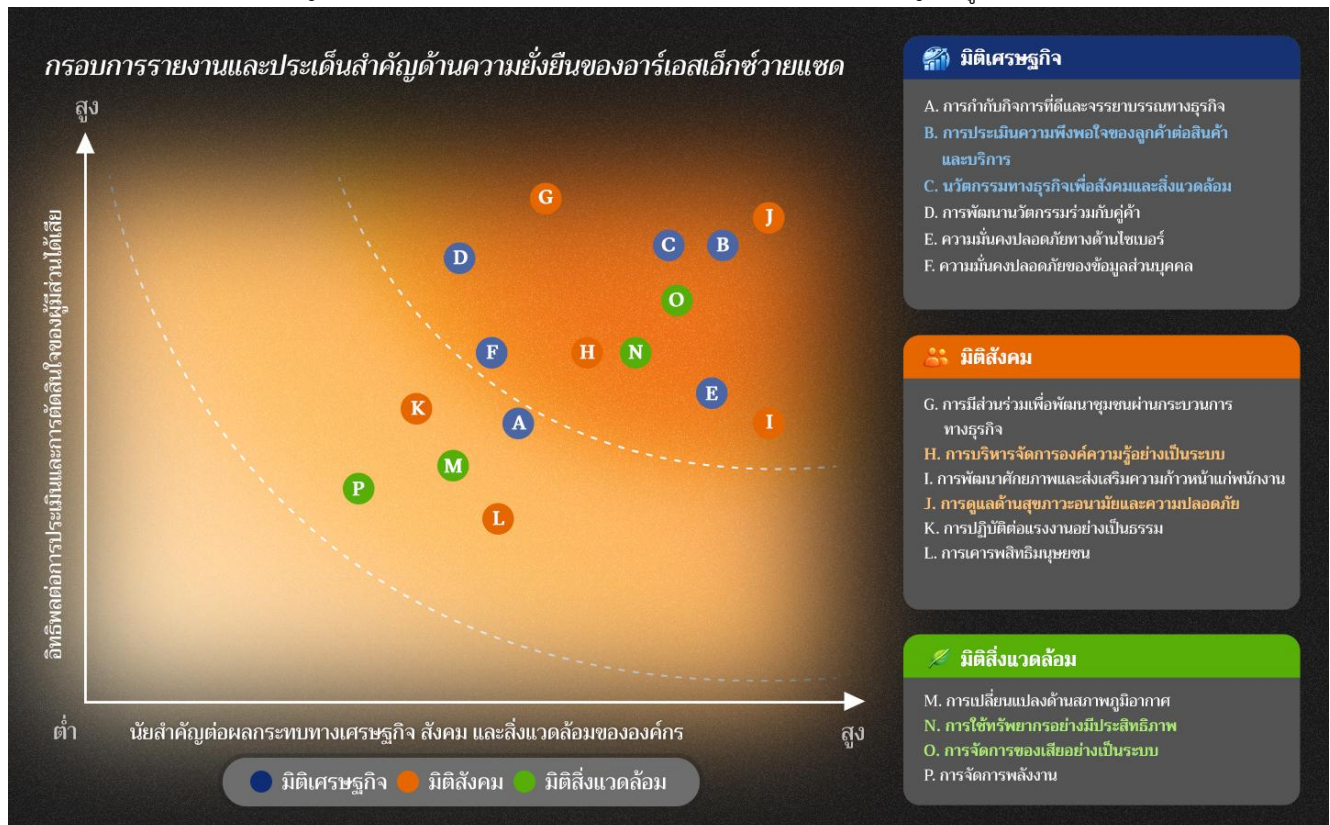 กรอบการรายงานและประเด็นสำคัญด้านความยั่งยืนของอาร์เอสเอ็กซ์วายแซด
สูง
อิทธิพลต่อการประเมินและการตัดสินใจของผู้มีส่วนได้เสีย
G
J
D
C
B
O
F
H
N
E
K
A
I
M
P
L
ต่ำ
นัยสำคัญต่อผลกระทบทางเศรษฐกิจ สังคม และสิ่งแวดล้อมขององค์กร
สูง
มิติเศรษฐกิจ มิติสังคม มิติสิ่งแวดล้อม
มิติเศรษฐกิจ
A. การกำกับกิจการที่ดีและจรรยาบรรณทางธุรกิจ
B. การประเมินความพึงพอใจของลูกค้าต่อสินค้า
และบริการ
C. นวัตกรรมทางธุรกิจเพื่อสังคมและสิ่งแวดล้อม
D. การพัฒนานวัตกรรมร่วมกับคู่ค้า
E. ความมั่นคงปลอดภัยทางด้านไซเบอร์
F. ความมั่นคงปลอดภัยของข้อมูลส่วนบุคคล
มิติสังคม
G. การมีส่วนร่วมเพื่อพัฒนาชุมชนผ่านกระบวนการ
ทางธุรกิจ
H. การบริหารจัดการองค์ความรู้อย่างเป็นระบบ
I. การพัฒนาศักยภาพและส่งเสริมความก้าวหน้าแก่พนักงาน
J. การดูแลด้านสุขภาวะอนามัยและความปลอดภัย
K. การปฏิบัติต่อแรงงานอย่างเป็นธรรม
L. การเคารพสิทธิมนุษยชน
มิติสิ่งแวดล้อม
M. การเปลี่ยนแปลงด้านสภาพภูมิอากาศ
N. การใช้ทรัพยากรอย่างมีประสิทธิภาพ
O. การจัดการของเสียอย่างเป็นระบบ
P. การจัดการพลังงาน